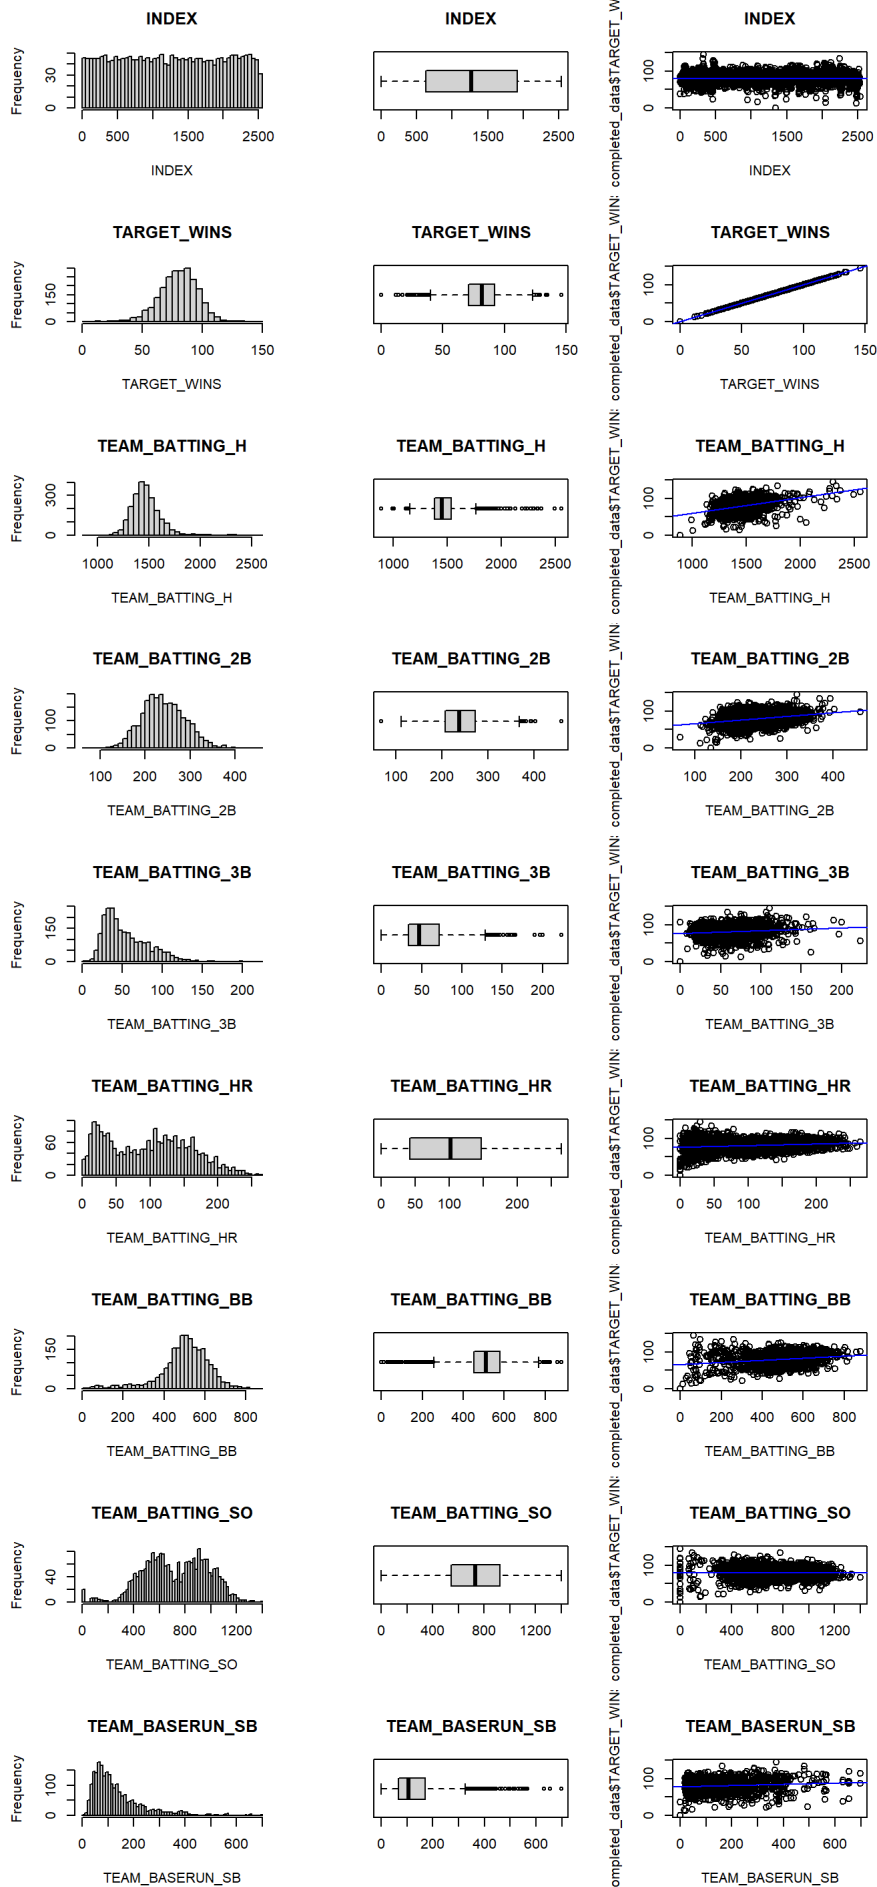 INDEX INDEX INDEX
Frequency
0 30
0 500 1500 2500
INDEX
0 500 1500 2500
completed_data$TARGET_W
0 100
0 500 1500 2500
INDEX
TARGET_WINS TARGET_WINS TARGET_WINS
Frequency
0 150
0 50 100 150
TARGET_WINS
0 50 100 150
completed_data$TARGET_WIN
0 100
0 50 100 150
TARGET_WINS
TEAM_BATTING_H TEAM_BATTING_H TEAM_BATTING_H
Frequency
0 300
1000 1500 2000 2500
TEAM_BATTING_H
1000 1500 2000 2500
completed_data$TARGET_WIN
0 100
1000 1500 2000 2500
TEAM_BATTING_H
TEAM_BATTING_2B TEAM_BATTING_2B TEAM_BATTING_2B
Frequency
0 100
100 200 300 400
TEAM_BATTING_2B
100 200 300 400
completed_data$TARGET_WIN
0 100
100 200 300 400
TEAM_BATTING_2B
TEAM_BATTING_3B TEAM_BATTING_3B TEAM_BATTING_3B
Frequency
0 150
0 50 100 150 200
TEAM_BATTING_3B
0 50 100 150 200
completed_data$TARGET_WIN
0 100
0 50 100 200
TEAM_BATTING_3B
TEAM_BATTING_HR TEAM_BATTING_HR TEAM_BATTING_HR
Frequency
0 60
0 50 100 200
TEAM_BATTING_HR
0 50 100 200
completed_data$TARGET_WIN
0 100
0 50 100 200
TEAM_BATTING_HR
TEAM_BATTING_BB TEAM_BATTING_BB TEAM_BATTING_BB
Frequency
0 150
0 200 400 600 800
TEAM_BATTING_BB
0 200 400 600 800
completed_data$TARGET_WIN
0 100
0 200 400 600 800
TEAM_BATTING_BB
TEAM_BATTING_SO TEAM_BATTING_SO TEAM_BATTING_SO
Frequency
0 40
0 400 800 1200
TEAM_BATTING_SO
0 400 800 1200
completed_data$TARGET_WIN
0 100
0 400 800 1200
TEAM_BATTING_SO
TEAM_BASERUN_SB TEAM_BASERUN_SB TEAM_BASERUN_SB
Frequency
0 100
0 200 400 600
TEAM_BASERUN_SB
0 200 400 600
ompleted_data$TARGET_WIN
0 100
0 200 400 600
TEAM_BASERUN_SB